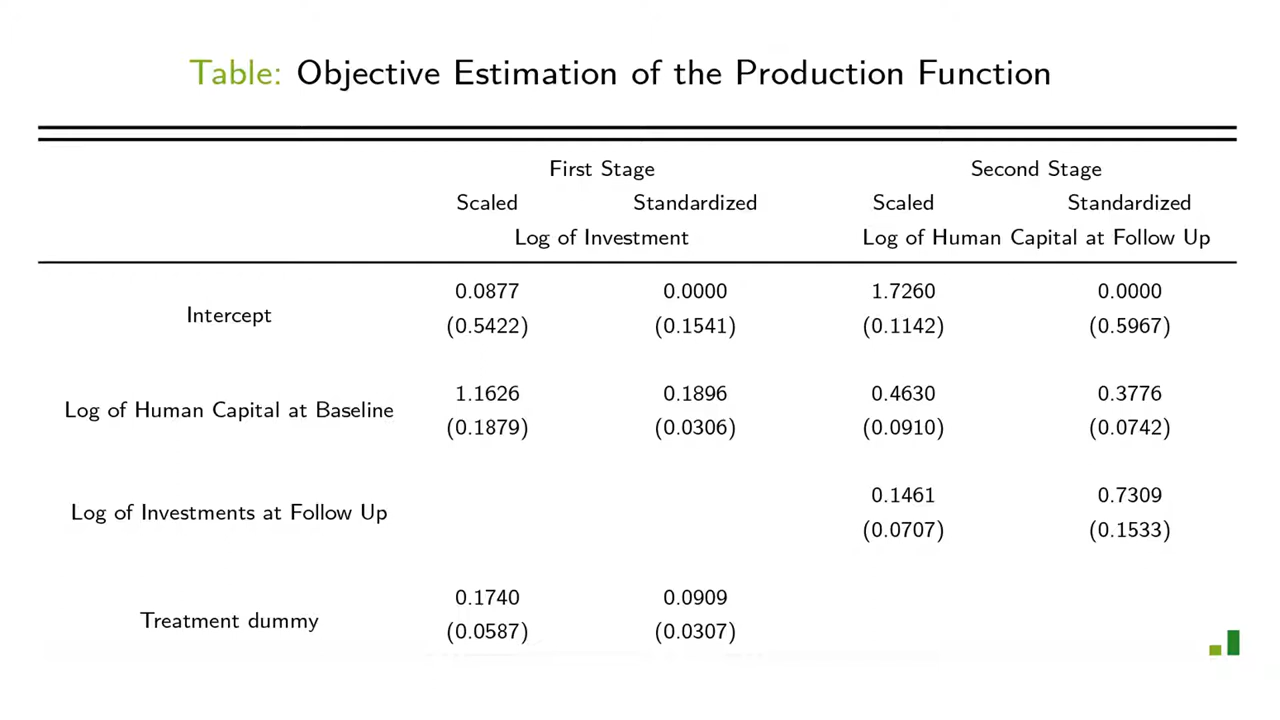 Table: Objective Estimation of the Production Function
First Stage Second Stage
Scaled Standardized Scaled Standardized
Log of Investment Log of Human Capital at Follow Up
Intercept
0.0877 0.0000 1.7260 0.0000
(0.5422) (0.1541) (0.1142) (0.5967)
Log of Human Capital at Baseline
1.1626 0.1896 0.4630 0.3776
(0.1879) (0.0306) (0.0910) (0.0742)
Log of Investments at Follow Up
0.1461 0.7309
(0.0707) (0.1533)
Treatment dummy
0.1740 0.0909
(0.0587) (0.0307)